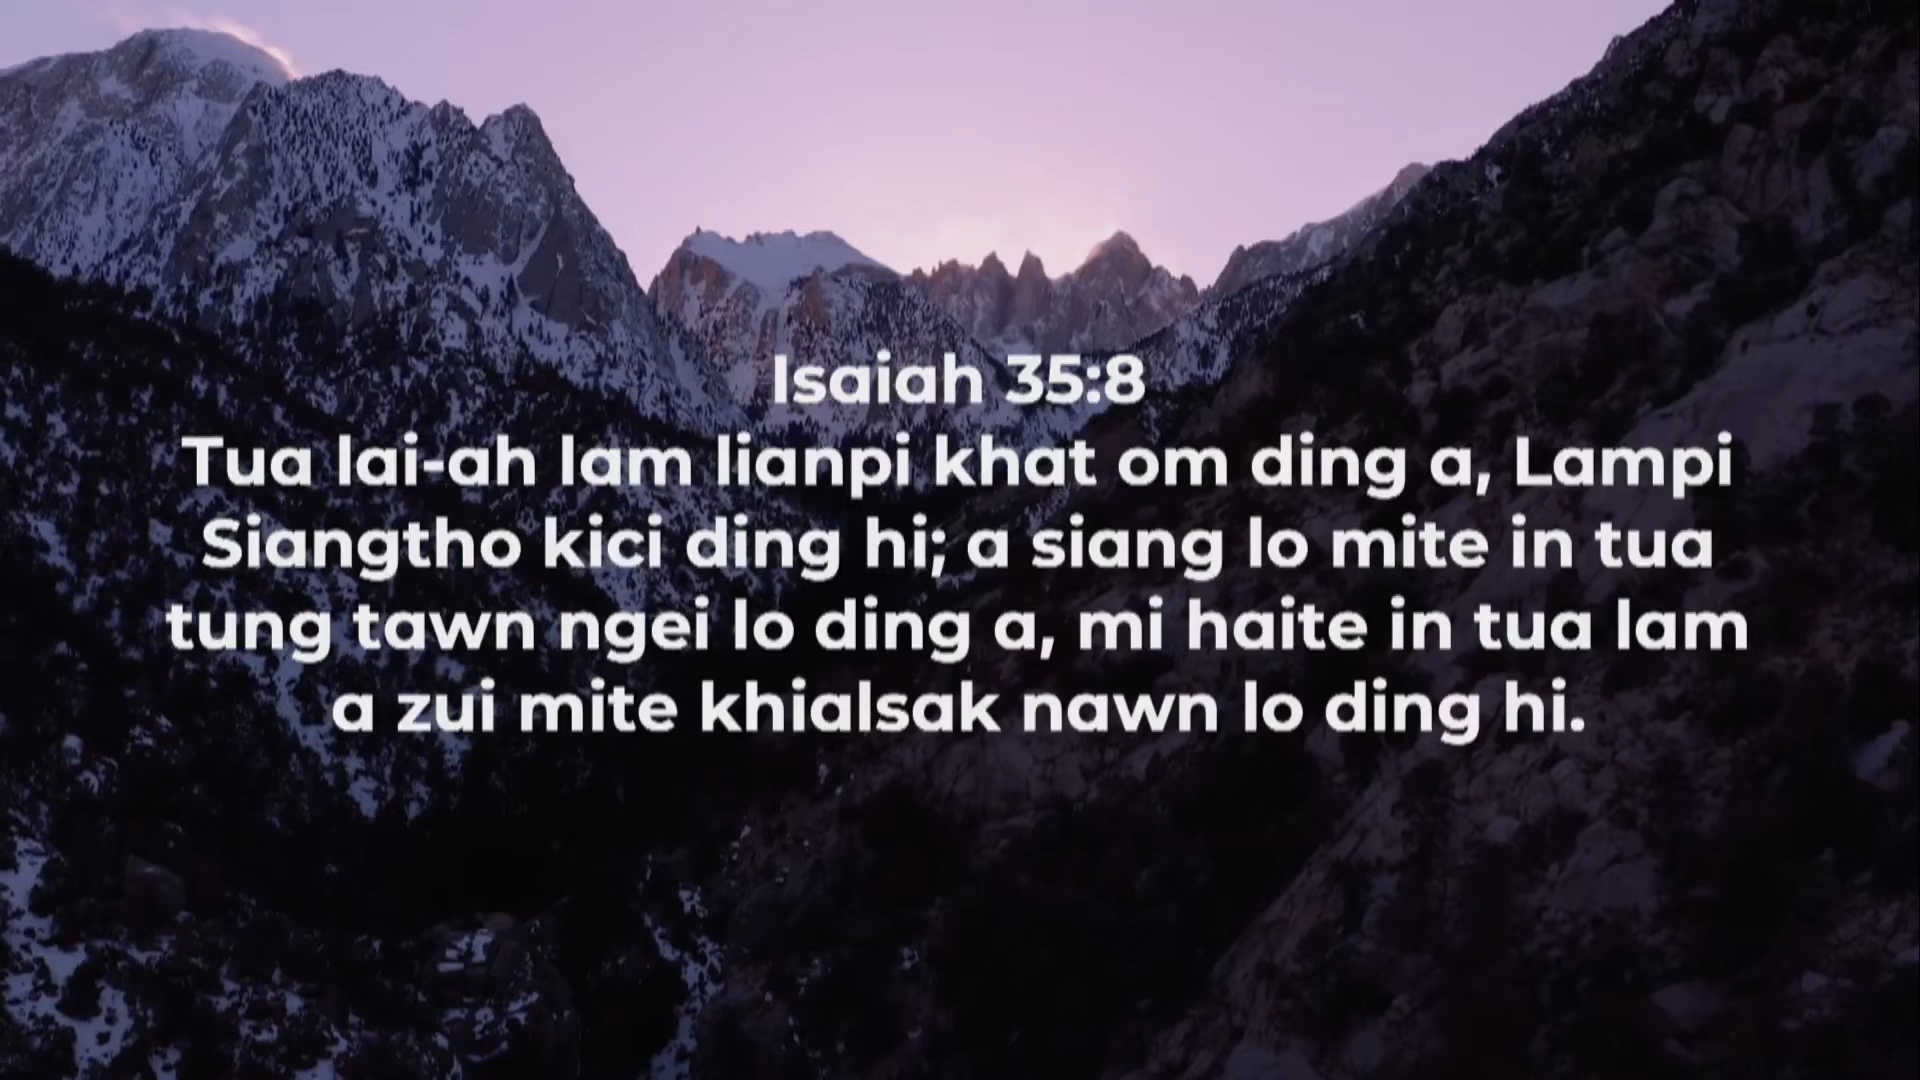 Isaiah 35:8
Tua lai-ah lam lianpi khat om ding a, Lampi
Siangtho kici ding hi; a siang lo mite in tua
tung tawn ngei lo ding a, mi haite in tua lam
a zui mite khialsak nawn lo ding hi.